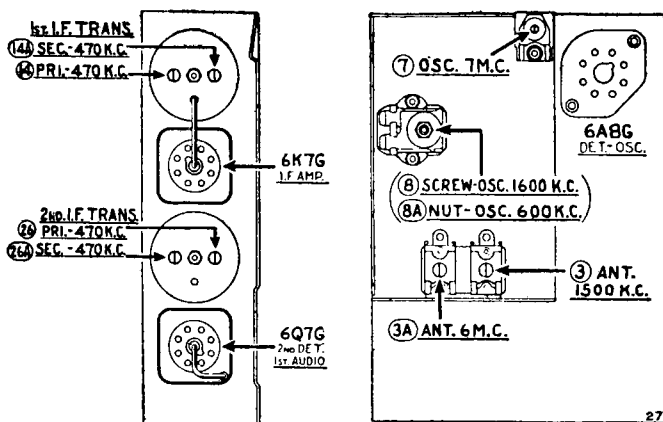 1ST. I.F. TRANS.
14A SEC.-470 K.C.
14 PRI.-470 K.C.
6K7G
I.F. AMP.
2ND. I.F. TRANS.
26 PRI.-470 K.C.
26A SEC.-470 K.C.
6Q7G
2ND DET.
1ST. AUDIO
7 OSC. 7 M.C.
6A8G
DET.-OSC.
(8 SCREW-OSC. 1600 K.C.
8A NUT-OSC. 600 K.C.)
3 ANT.
1500 K.C.
3A ANT. 6 M.C.
27